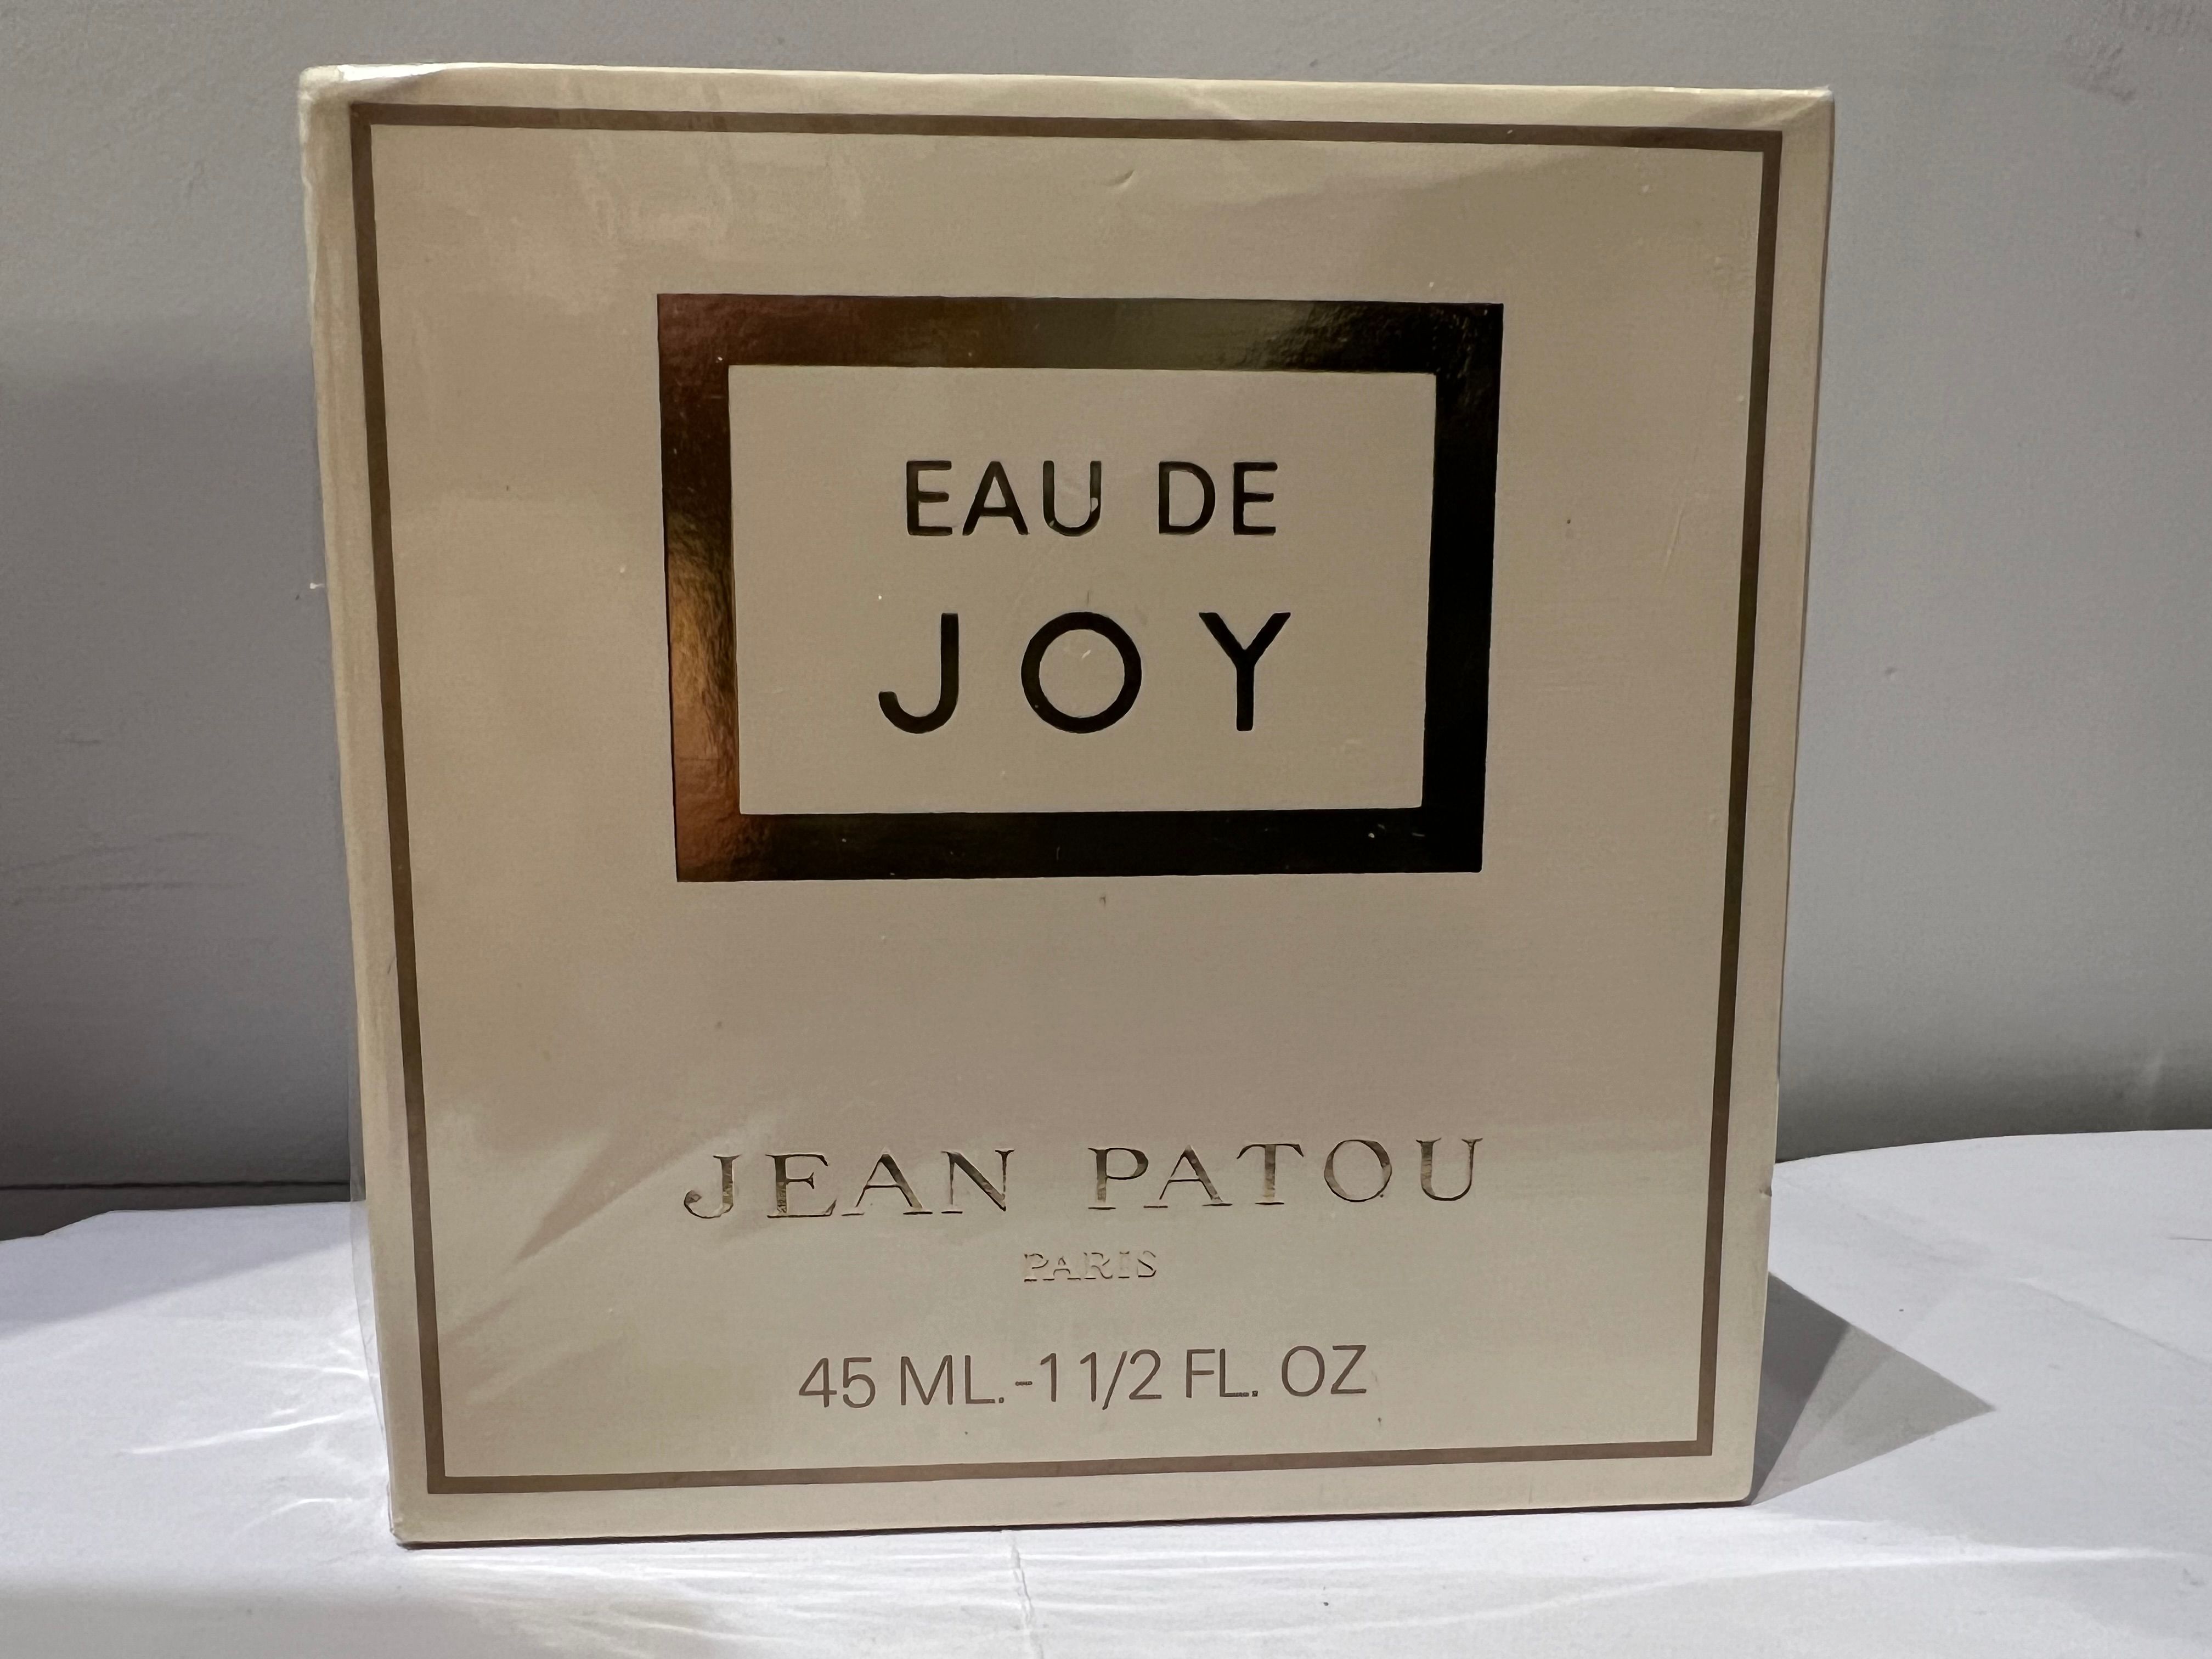 EAU DE
JOY
JEAN PATOU
PARIS
45 ML.-1 1/2 FL. OZ